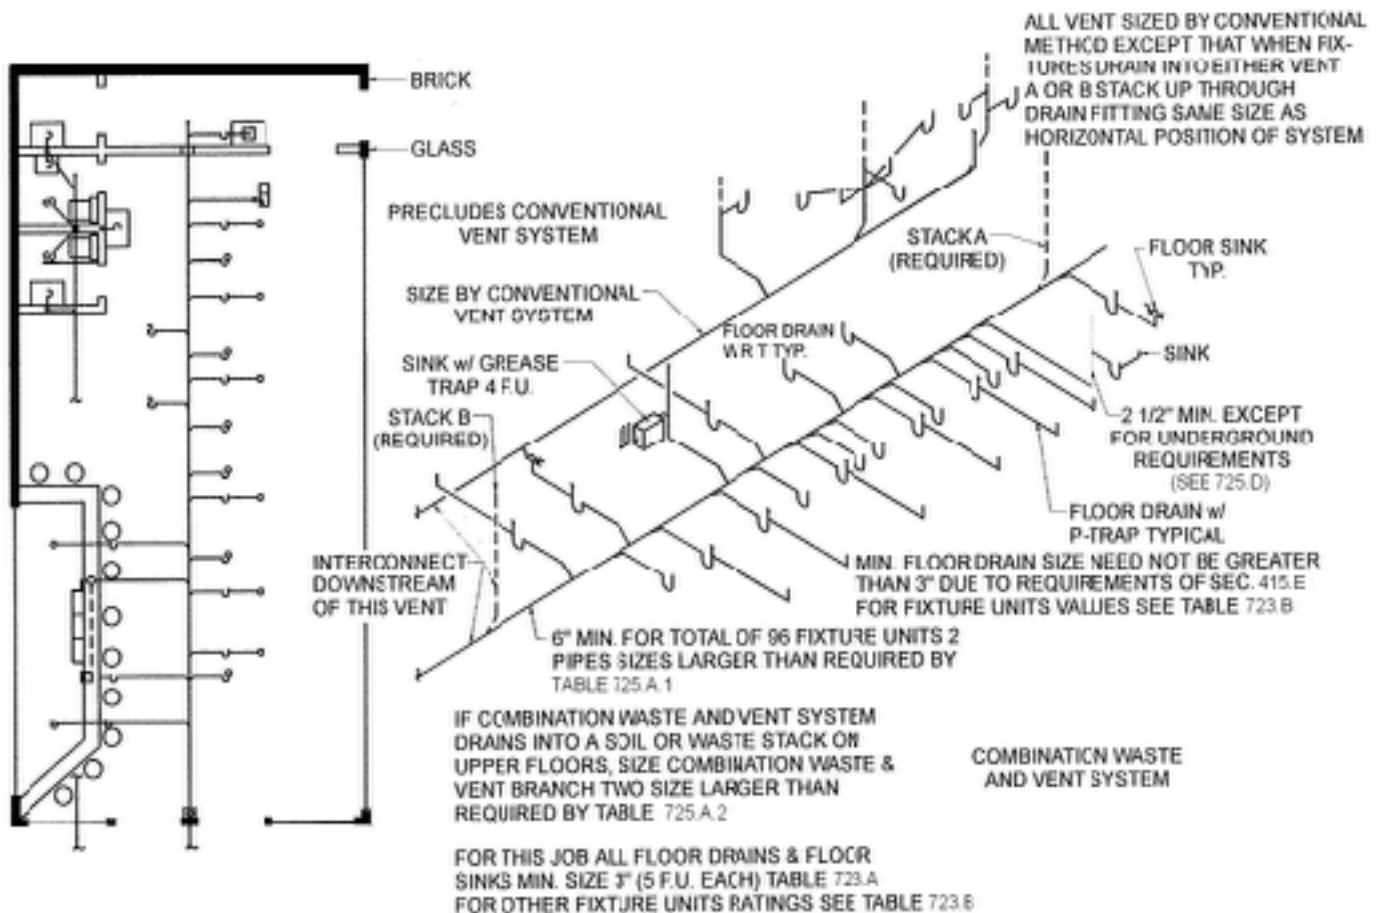 ALL VENT SIZED BY CONVENTIONAL
METHOD EXCEPT THAT WHEN FIX-
TURES DRAIN INTO EITHER VENT
A OR B STACK UP THROUGH
DRAIN FITTING SAME SIZE AS
HORIZONTAL POSITION OF SYSTEM
BRICK
GLASS
PRECLUDES CONVENTIONAL
VENT SYSTEM
STACK A
(REQUIRED)
FLOOR SINK
TYP.
SIZE BY CONVENTIONAL
VENT SYSTEM
FLOOR DRAIN
W R T TYP.
SINK w/ GREASE
TRAP 4 F.U.
SINK
STACK B
(REQUIRED)
2 1/2" MIN. EXCEPT
FOR UNDERGROUND
REQUIREMENTS
(SEE 725.D)
FLOOR DRAIN w/
P-TRAP TYPICAL
INTERCONNECT
DOWNSTREAM
OF THIS VENT
MIN. FLOOR DRAIN SIZE NEED NOT BE GREATER
THAN 3" DUE TO REQUIREMENTS OF SEC. 415.E
FOR FIXTURE UNITS VALUES SEE TABLE 723.B
6" MIN. FOR TOTAL OF 96 FIXTURE UNITS 2
PIPES SIZES LARGER THAN REQUIRED BY
TABLE 725.A.1
IF COMBINATION WASTE AND VENT SYSTEM
DRAINS INTO A SOIL OR WASTE STACK ON
UPPER FLOORS, SIZE COMBINATION WASTE &
VENT BRANCH TWO SIZE LARGER THAN
REQUIRED BY TABLE 725.A.2
COMBINATION WASTE
AND VENT SYSTEM
FOR THIS JOB ALL FLOOR DRAINS & FLOOR
SINKS MIN. SIZE 3" (5 F.U. EACH) TABLE 723.A
FOR OTHER FIXTURE UNITS RATINGS SEE TABLE 723.B